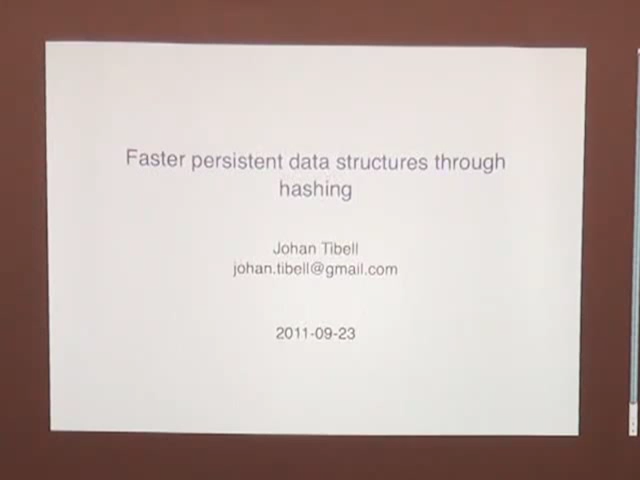 Faster persistent data structures through
hashing
Johan Tibell
johan.tibell@gmail.com
2011-09-23